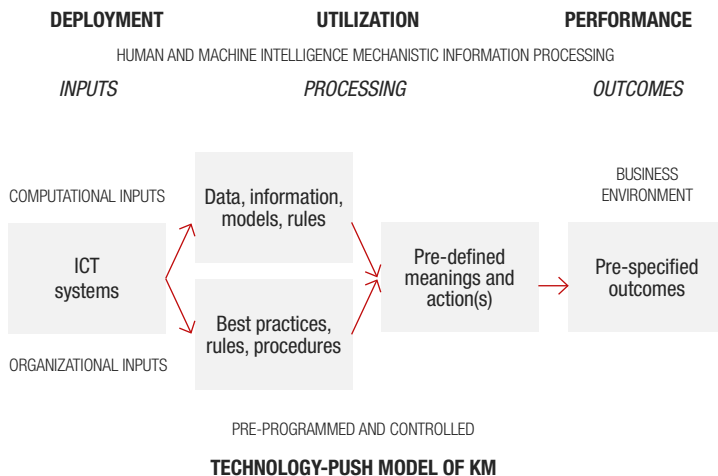 DEPLOYMENT UTILIZATION PERFORMANCE
HUMAN AND MACHINE INTELLIGENCE MECHANISTIC INFORMATION PROCESSING
INPUTS PROCESSING OUTCOMES
COMPUTATIONAL INPUTS
ICT
systems
ORGANIZATIONAL INPUTS
Data, information,
models, rules
Best practices,
rules, procedures
Pre-defined
meanings and
action(s)
BUSINESS
ENVIRONMENT
Pre-specified
outcomes
PRE-PROGRAMMED AND CONTROLLED
TECHNOLOGY-PUSH MODEL OF KM